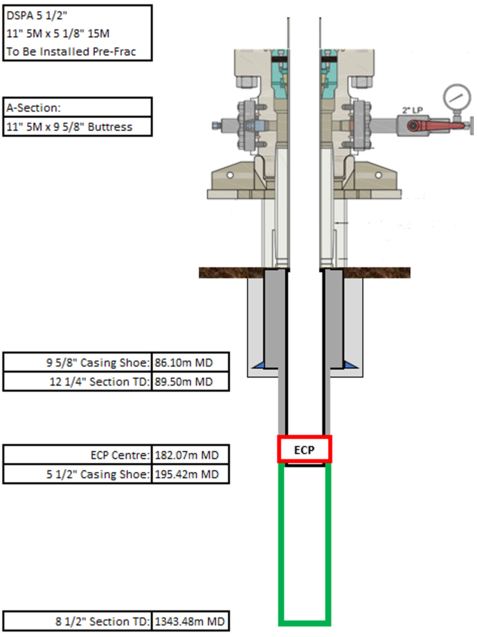 DSPA 5 1/2"
11" 5M x 5 1/8" 15M
To Be Installed Pre-Frac
A-Section:
11" 5M x 9 5/8" Buttress
2" LP
9 5/8" Casing Shoe: 86.10m MD
12 1/4" Section TD: 89.50m MD
ECP Centre: 182.07m MD
5 1/2" Casing Shoe: 195.42m MD
ECP
8 1/2" Section TD: 1343.48m MD